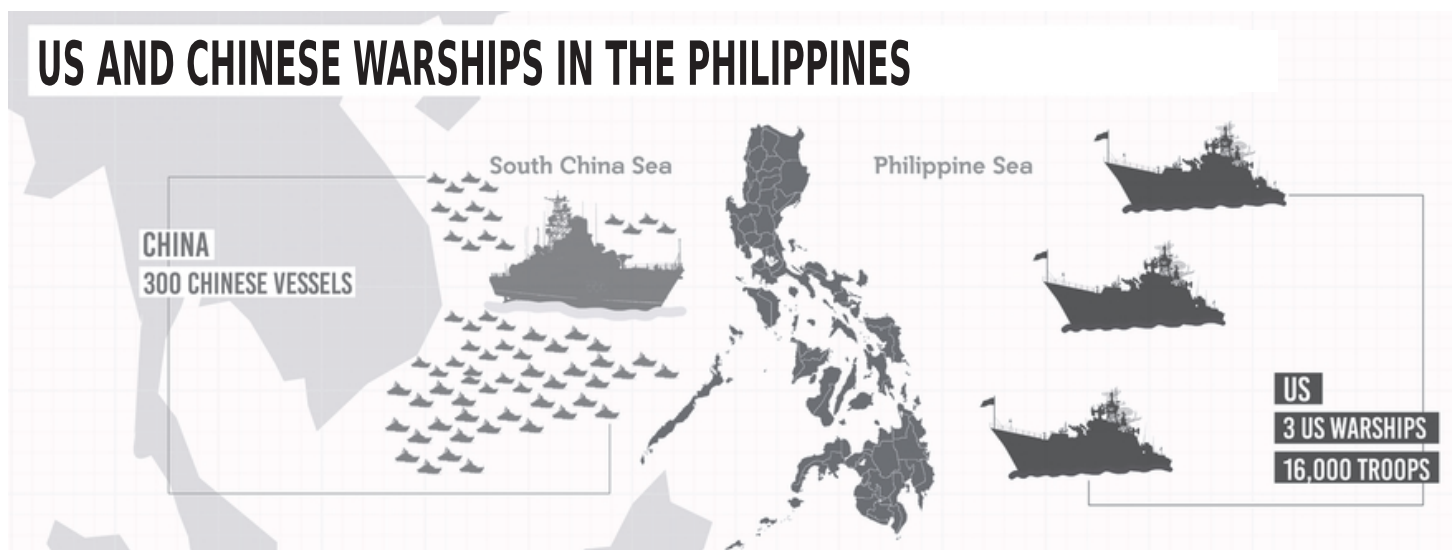 US AND CHINESE WARSHIPS IN THE PHILIPPINES
South China Sea
Philippine Sea
CHINA
300 CHINESE VESSELS
US
3 US WARSHIPS
16,000 TROOPS